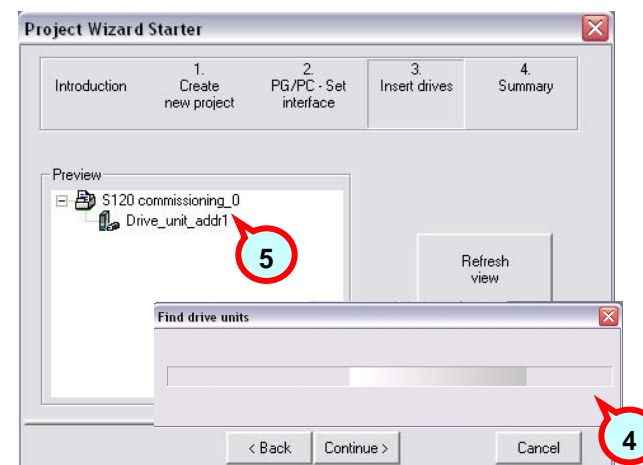 Project Wizard Starter
Introduction
1.
Create
new project
2.
PG/PC - Set
interface
3.
Insert drives
4.
Summary
Preview
S120 commissioning_0
Drive_unit_addr1
5
Refresh
view
Find drive units
4
< Back
Continue >
Cancel